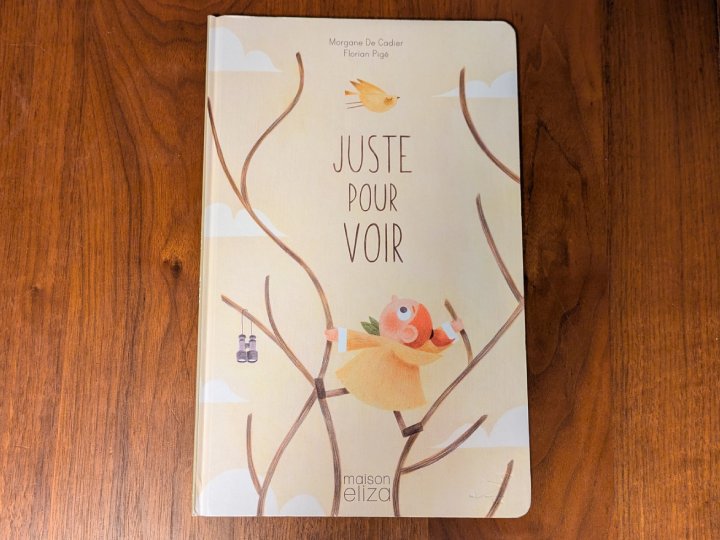 Morgane De Cadier
Florian Pigé
JUSTE
POUR
VOIR
maison
eliza